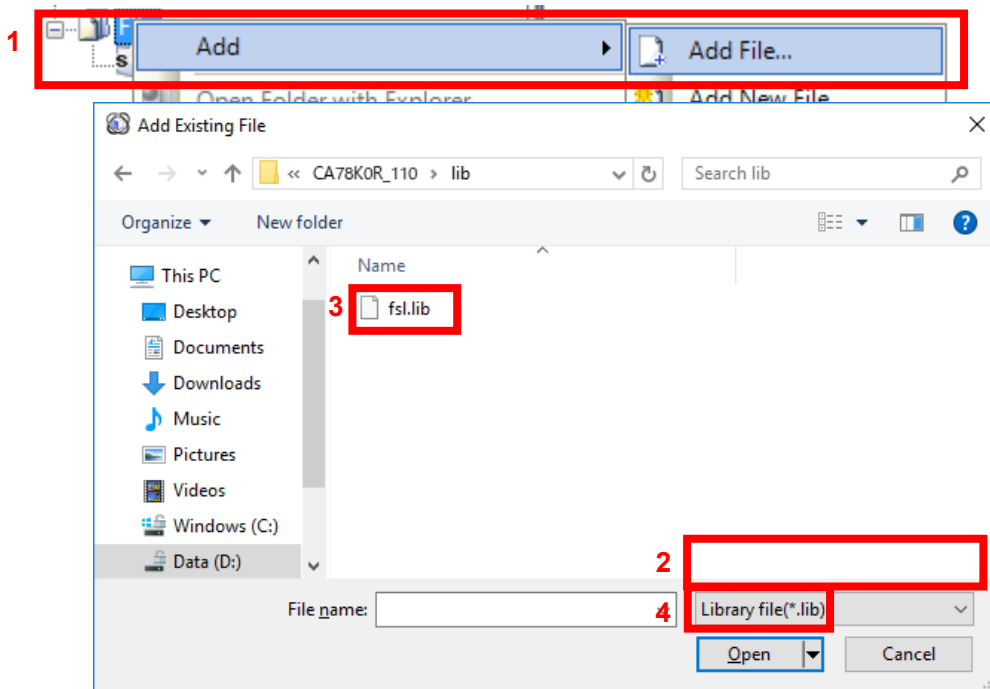 1
F
Add
Add File...
s
Open Folder with Explorer
Add New File
Add Existing File
« CA78K0R_110 > lib
Search lib
Organize
New folder
This PC
Desktop
Documents
Downloads
Music
Pictures
Videos
Windows (C:)
Data (D:)
Name
3
fsl.lib
2
File name:
4
Library file(*.lib)
Open
Cancel